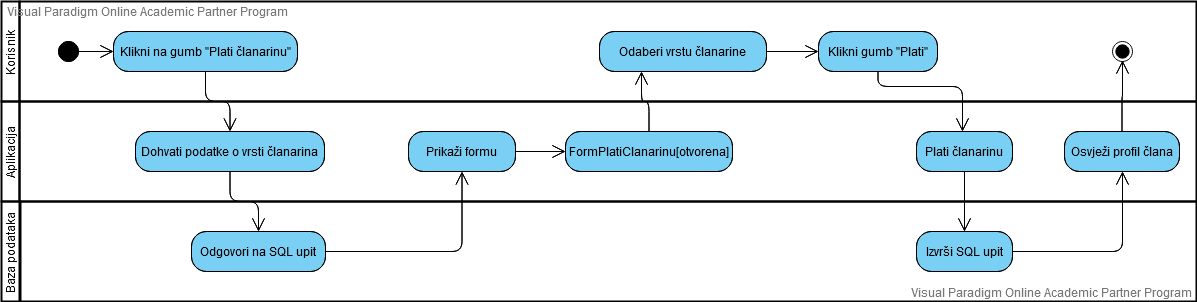 Visual Paradigm Online Academic Partner Program
Korisnik
Klikni na gumb "Plati članarinu"
Odaberi vrstu članarine
Klikni gumb "Plati"
Aplikacija
Dohvati podatke o vrsti članarina
Prikaži formu
FormPlatiClanarinu[otvorena]
Plati članarinu
Osvježi profil člana
Baza podataka
Odgovori na SQL upit
Izvrši SQL upit
Visual Paradigm Online Academic Partner Program